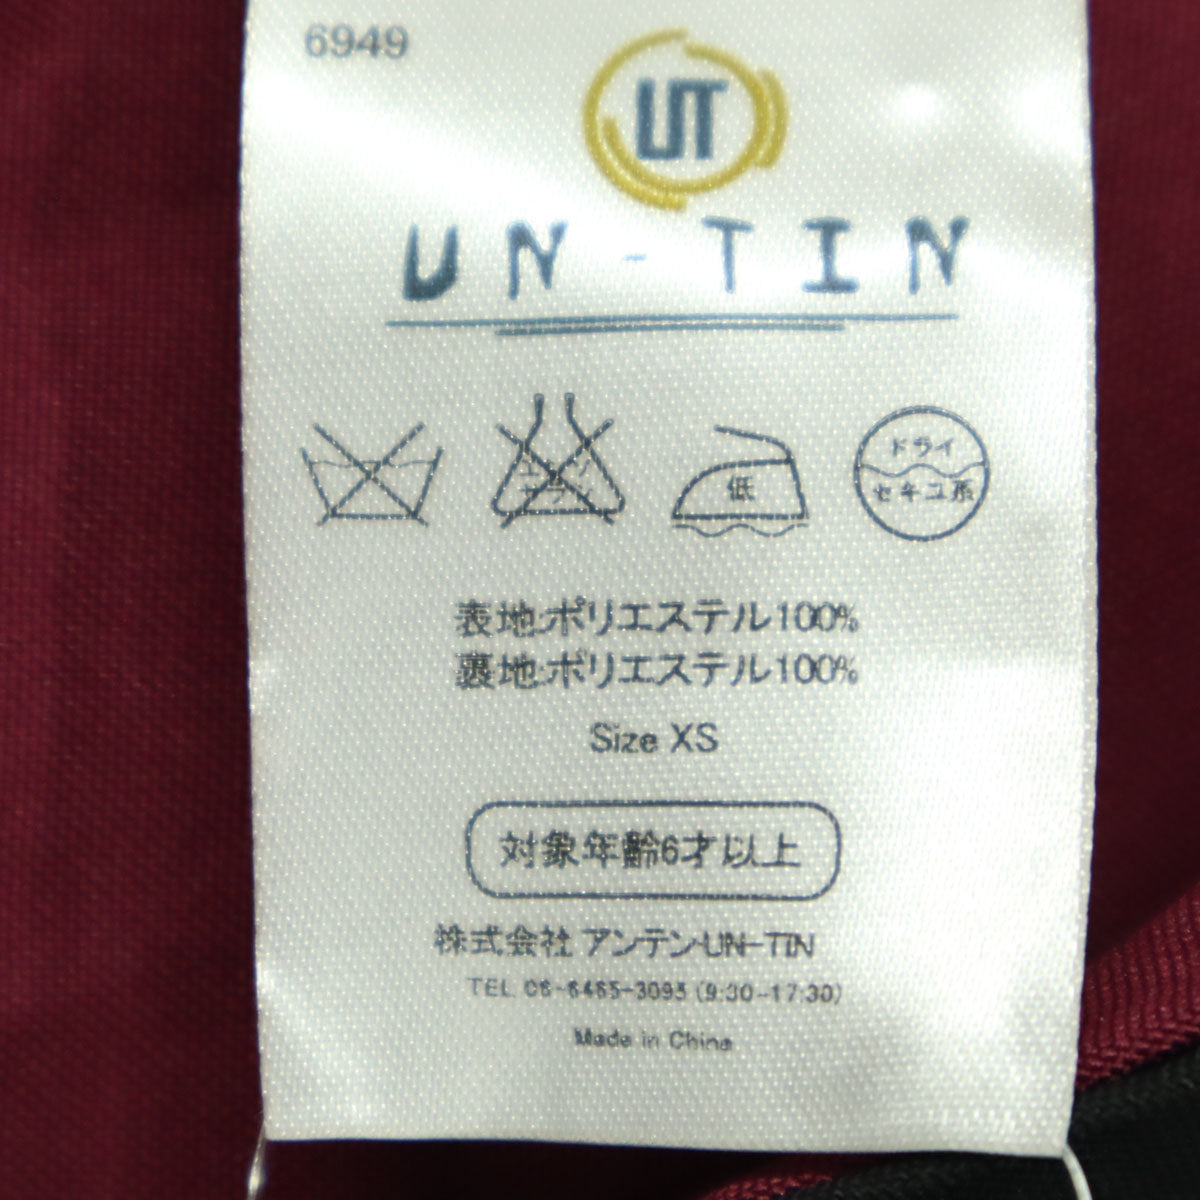 6949
UT
UN-TIN
低
ドライ
セキユ系
表地:ポリエステル100%
裏地:ポリエステル100%
Size XS
対象年齢6才以上
株式会社 アンテンUN-TIN
TEL 06-6465-3095 (9:30-17:30)
Made in China